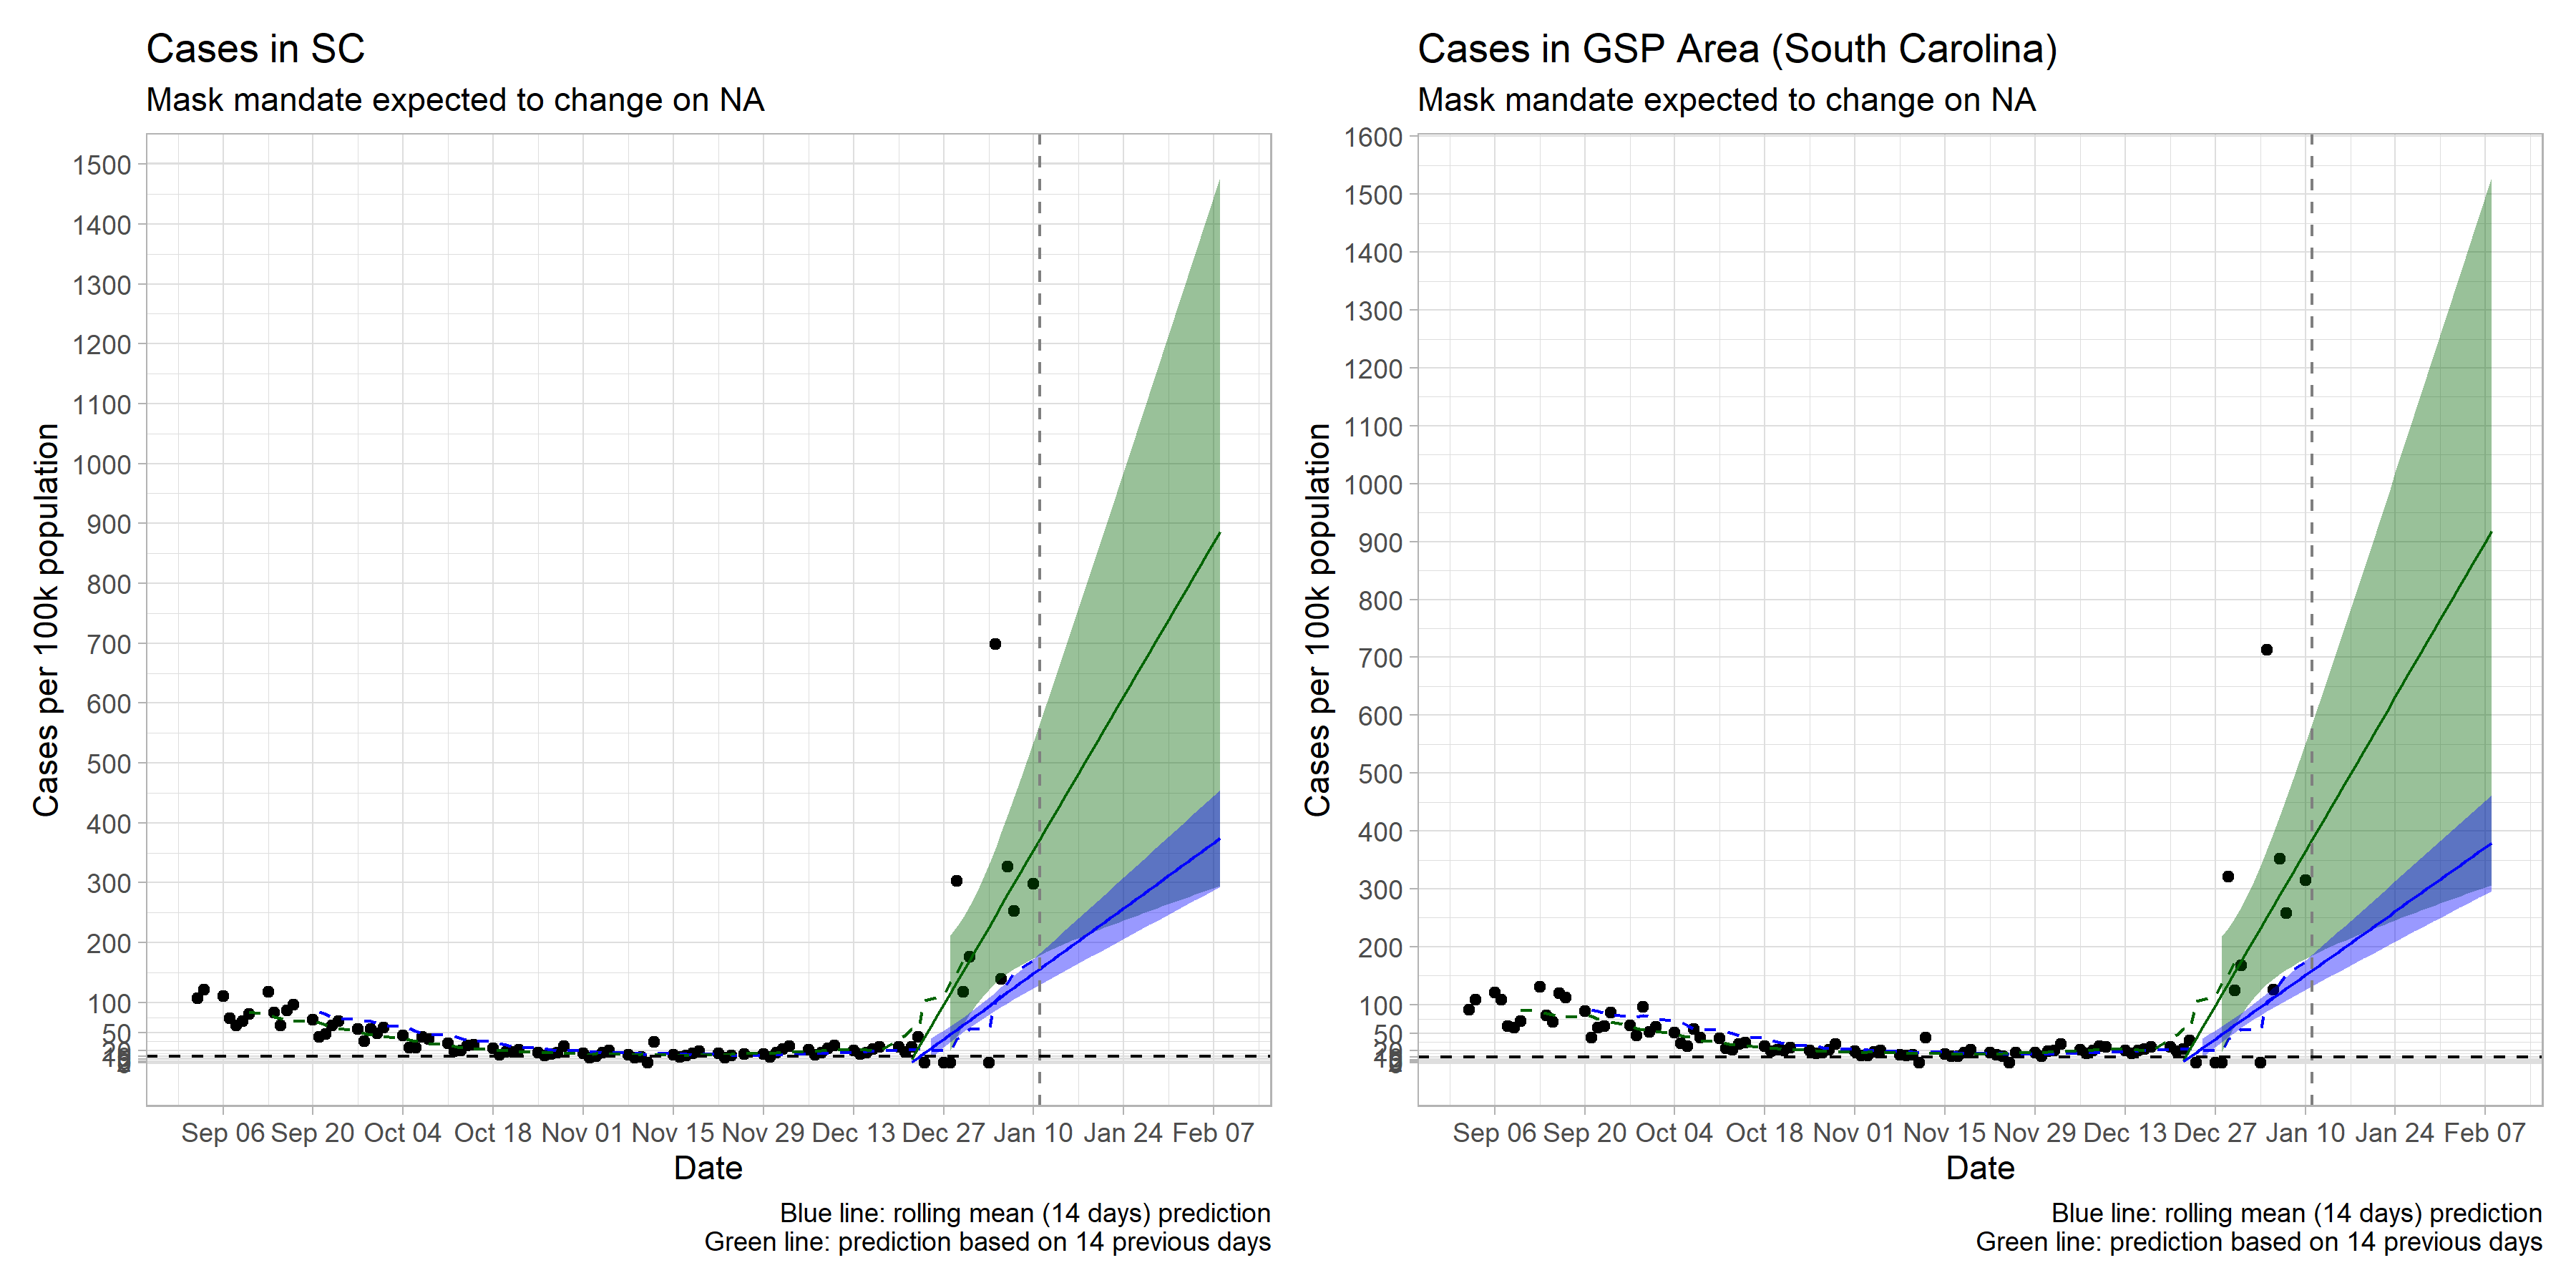 Cases in SC
Mask mandate expected to change on NA
Cases per 100k population
1500
1400
1300
1200
1100
1000
900
800
700
600
500
400
300
200
100
50
Sep 06 Sep 20 Oct 04 Oct 18 Nov 01 Nov 15 Nov 29 Dec 13 Dec 27 Jan 10 Jan 24 Feb 07
Date
Blue line: rolling mean (14 days) prediction
Green line: prediction based on 14 previous days
Cases in GSP Area (South Carolina)
Mask mandate expected to change on NA
Cases per 100k population
1600
1500
1400
1300
1200
1100
1000
900
800
700
600
500
400
300
200
100
50
Sep 06 Sep 20 Oct 04 Oct 18 Nov 01 Nov 15 Nov 29 Dec 13 Dec 27 Jan 10 Jan 24 Feb 07
Date
Blue line: rolling mean (14 days) prediction
Green line: prediction based on 14 previous days